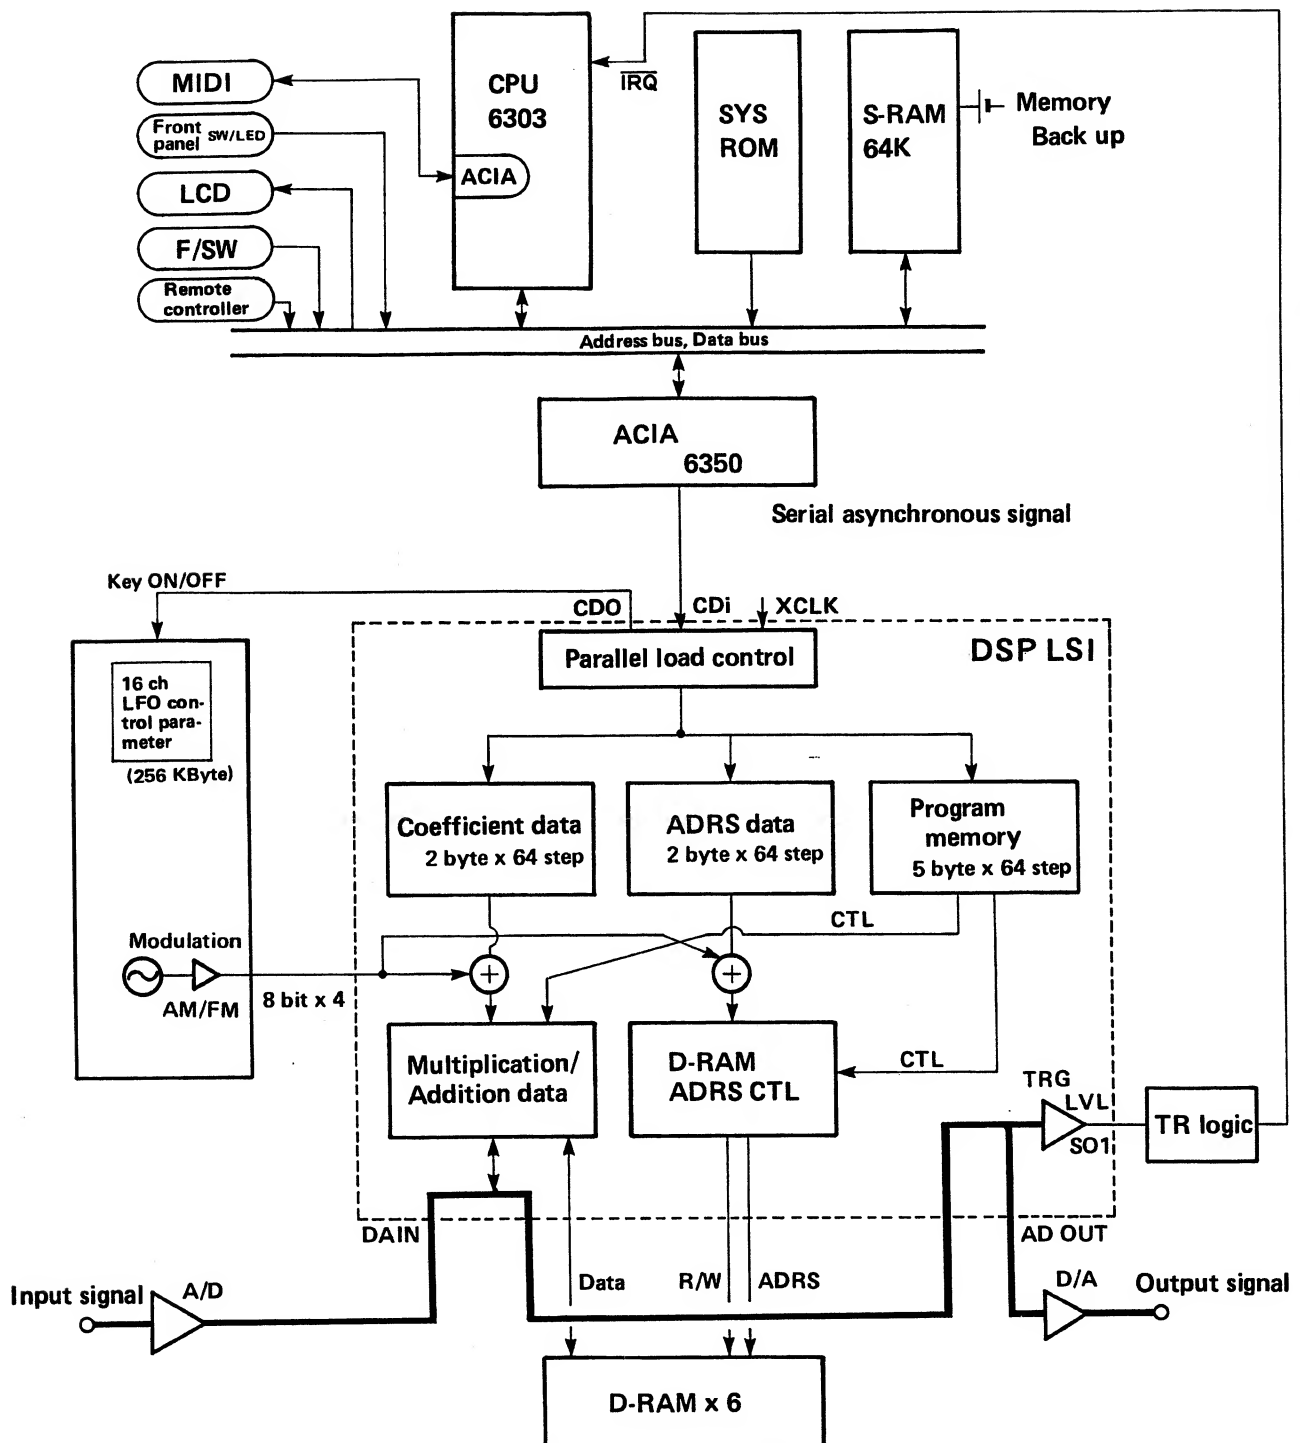 MIDI
Front panel SW/LED
LCD
F/SW
Remote
controller
CPU
6303
ACIA
IRQ
SYS
ROM
S-RAM
64K
Memory
Back up
Address bus, Data bus
ACIA
6350
Serial asynchronous signal
Key ON/OFF
CDO
CDi
XCLK
Parallel load control
DSP LSI
16 ch
LFO con-
trol para-
meter
(256 KByte)
Coefficient data
2 byte x 64 step
ADRS data
2 byte x 64 step
Program
memory
5 byte x 64 step
CTL
Modulation
AM/FM
8 bit x 4
+
+
Multiplication/
Addition data
D-RAM
ADRS CTL
CTL
TRG
LVL
SO1
TR logic
DAIN
AD OUT
Input signal
A/D
Data
R/W
ADRS
D/A
Output signal
D-RAM x 6